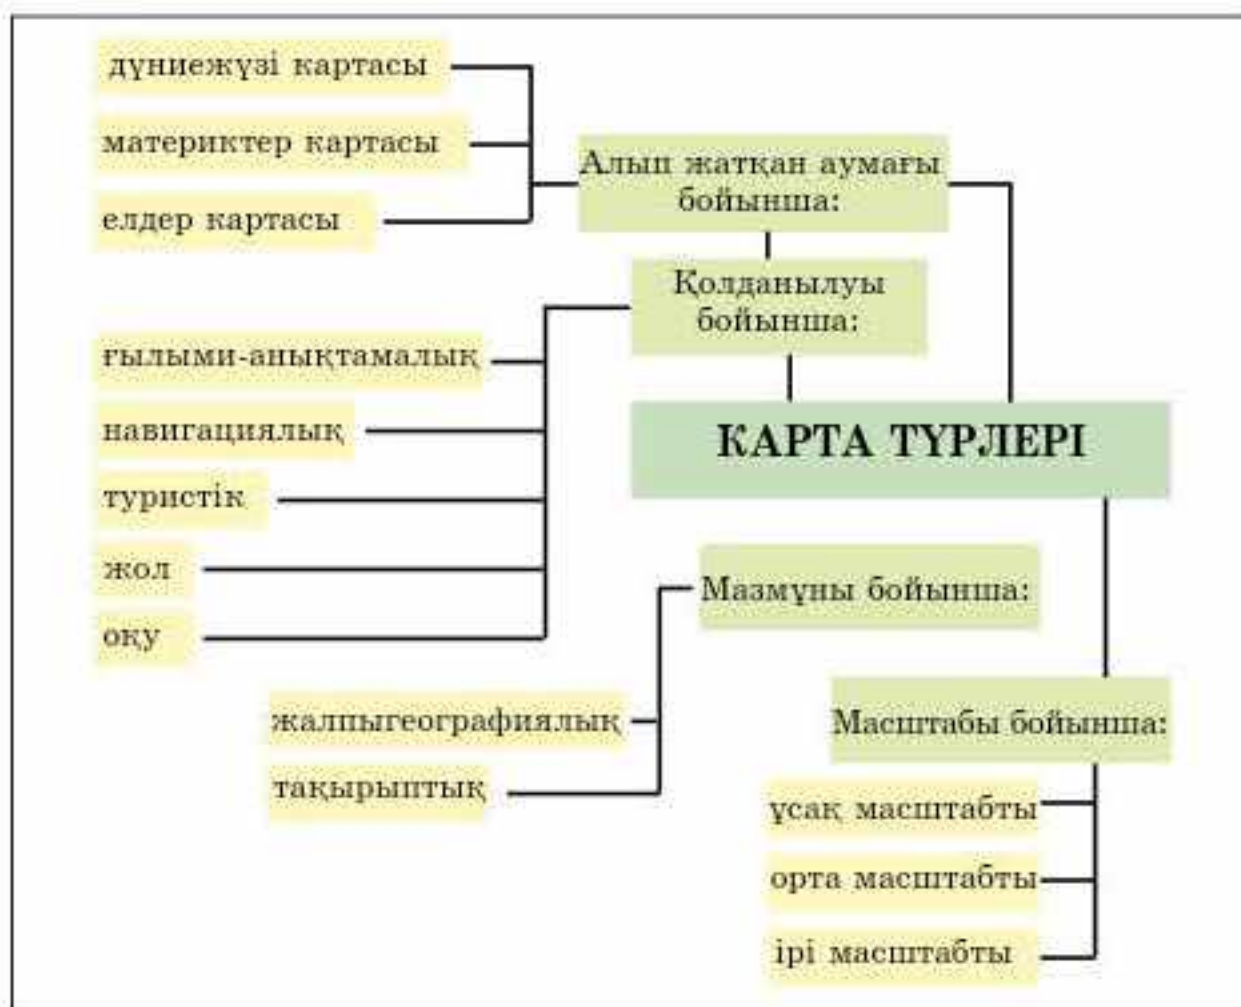 дүниежүзі картасы
материктер картасы
елдер картасы
Алып жатқан аумағы
бойынша:
Қолданылуы
бойынша:
ғылыми-анықтамалық
навигациялық
туристік
жол
оқу
КАРТА ТҮРЛЕРІ
Мазмұны бойынша:
жалпыгеографиялық
тақырыптық
Масштабы бойынша:
ұсақ масштабты
орта масштабты
ірі масштабты